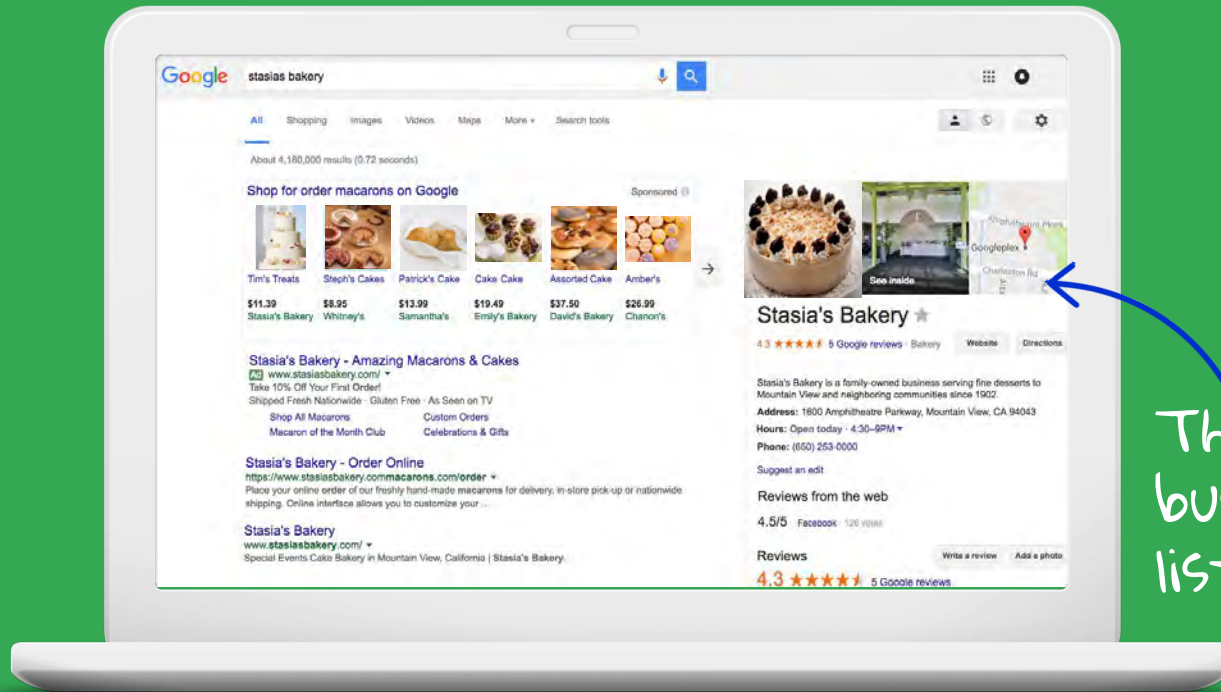 Google stasias bakery
All Shopping Images Videos Maps More Search tools
About 4,180,000 results (0.72 seconds)
Shop for order macarons on Google Sponsored
Tim's Treats Steph's Cakes Patrick's Cake Cake Cake Assorted Cake Amber's
$11.39 $8.95 $13.99 $19.49 $37.50 $26.99
Stasia's Bakery Whitney's Samantha's Emily's Bakery David's Bakery Chanon's
Stasia's Bakery - Amazing Macarons & Cakes
Ad www.stasiasbakery.com/
Take 10% Off Your First Order!
Shipped Fresh Nationwide · Gluten Free · As Seen on TV
Shop All Macarons Custom Orders
Macaron of the Month Club Celebrations & Gifts
Stasia's Bakery - Order Online
https://www.stasiasbakery.commacarons.com/order
Place your online order of our freshly hand-made macarons for delivery, in-store pick-up or nationwide
shipping. Online interface allows you to customize your ...
Stasia's Bakery
www.stasiasbakery.com/
Special Events Cake Bakery in Mountain View, California | Stasia's Bakery
See inside
Googleplex
Charleston Rd
Stasia's Bakery
4.3 5 Google reviews · Bakery Website Directions
Stasia's Bakery is a family-owned business serving fine desserts to
Mountain View and neighboring communities since 1902.
Address: 1600 Amphitheatre Parkway, Mountain View, CA 94043
Hours: Open today · 4:30–9PM
Phone: (650) 253-0000
Suggest an edit
Reviews from the web
4.5/5 Facebook · 126 votes
Reviews Write a review Add a photo
4.3 5 Google reviews